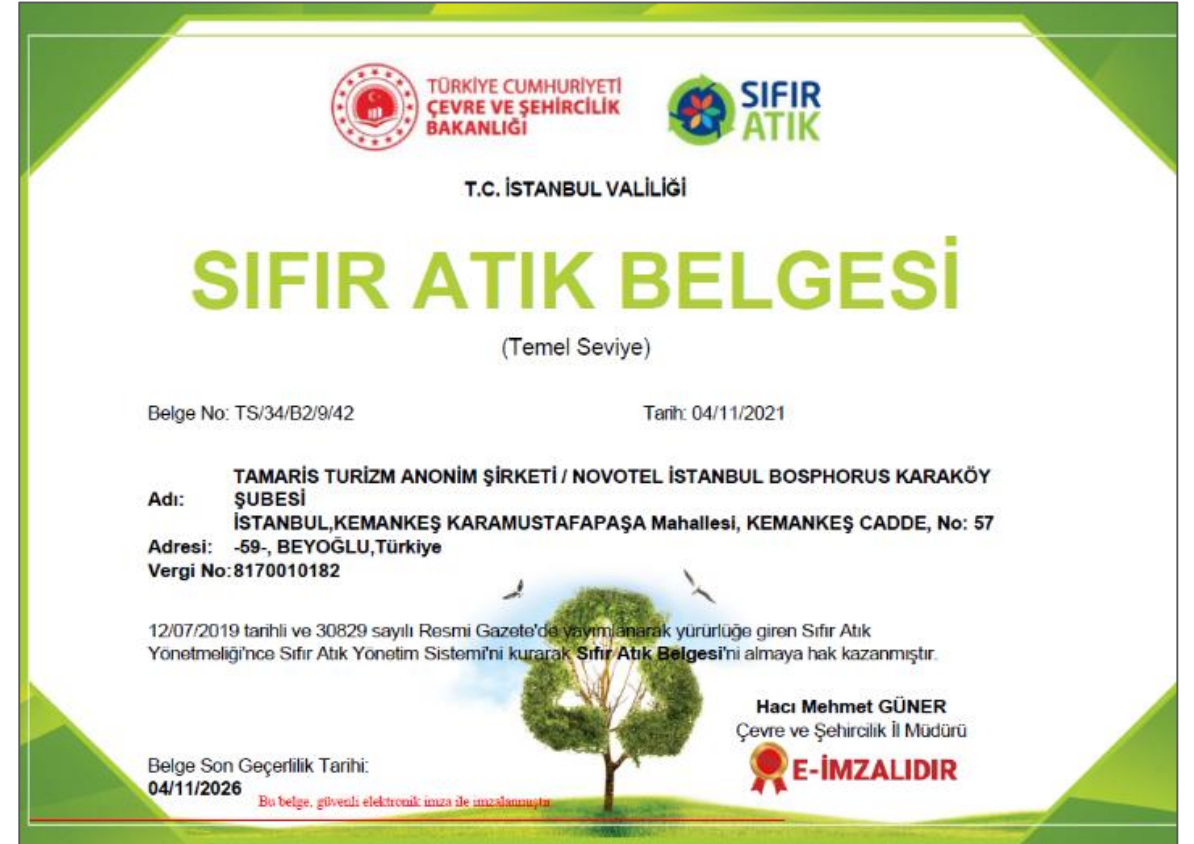 TÜRKİYE CUMHURİYETİ
ÇEVRE VE ŞEHİRCİLİK
BAKANLIĞI
SIFIR
ATIK
T.C. İSTANBUL VALİLİĞİ
SIFIR ATIK BELGESİ
(Temel Seviye)
Belge No: TS/34/B2/9/42 Tarih: 04/11/2021
TAMARİS TURİZM ANONİM ŞİRKETİ / NOVOTEL İSTANBUL BOSPHORUS KARAKÖY
Adı: ŞUBESİ
İSTANBUL,KEMANKEŞ KARAMUSTAFAPAŞA Mahallesi, KEMANKEŞ CADDE, No: 57
Adresi: -59-, BEYOĞLU,Türkiye
Vergi No:8170010182
12/07/2019 tarihli ve 30829 sayılı Resmi Gazete'de yayımlanarak yürürlüğe giren Sıfır Atık
Yönetmeliği'nce Sıfır Atık Yönetim Sistemi'ni kurarak Sıfır Atık Belgesi'ni almaya hak kazanmıştır.
Hacı Mehmet GÜNER
Çevre ve Şehircilik İl Müdürü
E-İMZALIDIR
Belge Son Geçerlilik Tarihi:
04/11/2026
Bu belge, güvenli elektronik imza ile imzalanmıştır